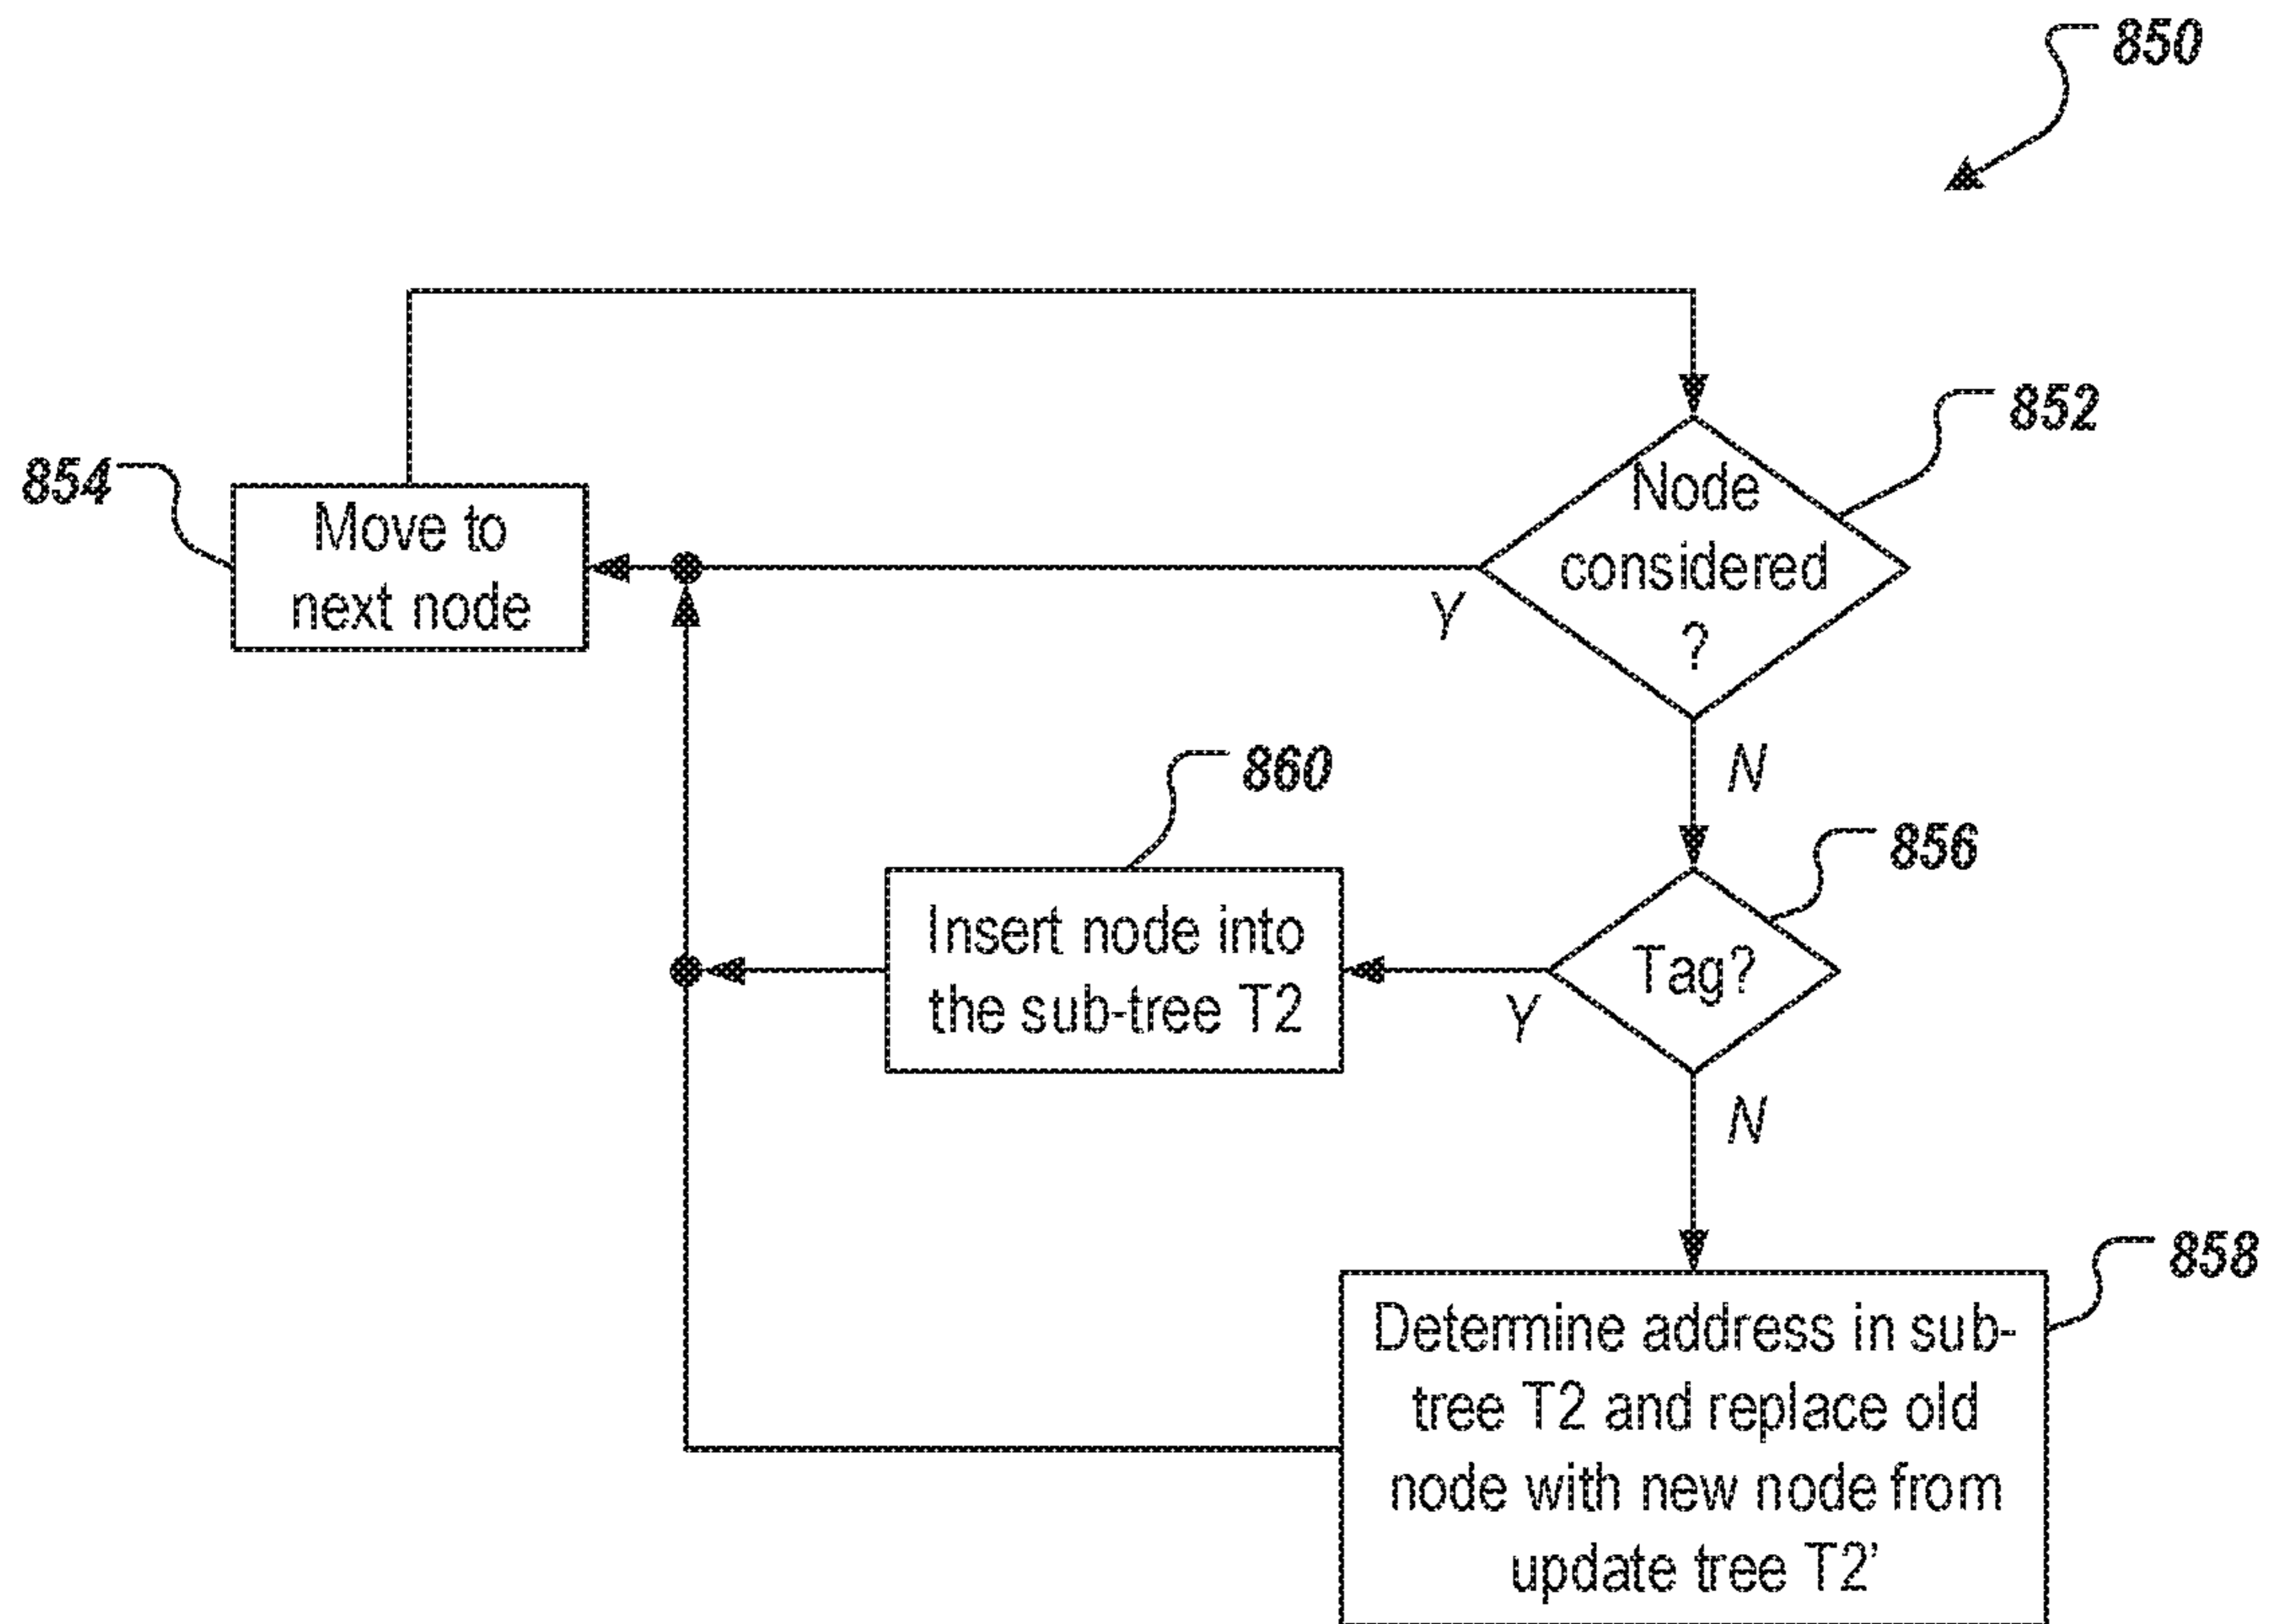 850
852
Node
considered
?
854
Move to
next node
Y
N
860
856
Insert node into
the sub-tree T2
Tag?
Y
N
858
Determine address in sub-
tree T2 and replace old
node with new node from
update tree T2'